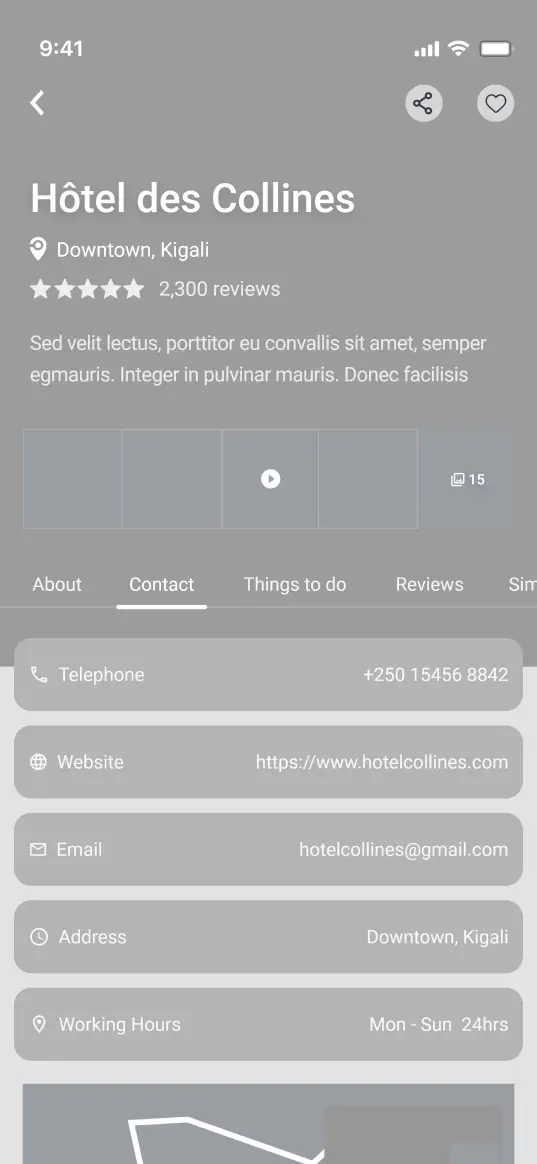 9:41
Hôtel des Collines
Downtown, Kigali
2,300 reviews
Sed velit lectus, porttitor eu convallis sit amet, semper
egmauris. Integer in pulvinar mauris. Donec facilisis
15
About Contact Things to do Reviews Sim
Telephone +250 15456 8842
Website https://www.hotelcollines.com
Email hotelcollines@gmail.com
Address Downtown, Kigali
Working Hours Mon - Sun 24hrs